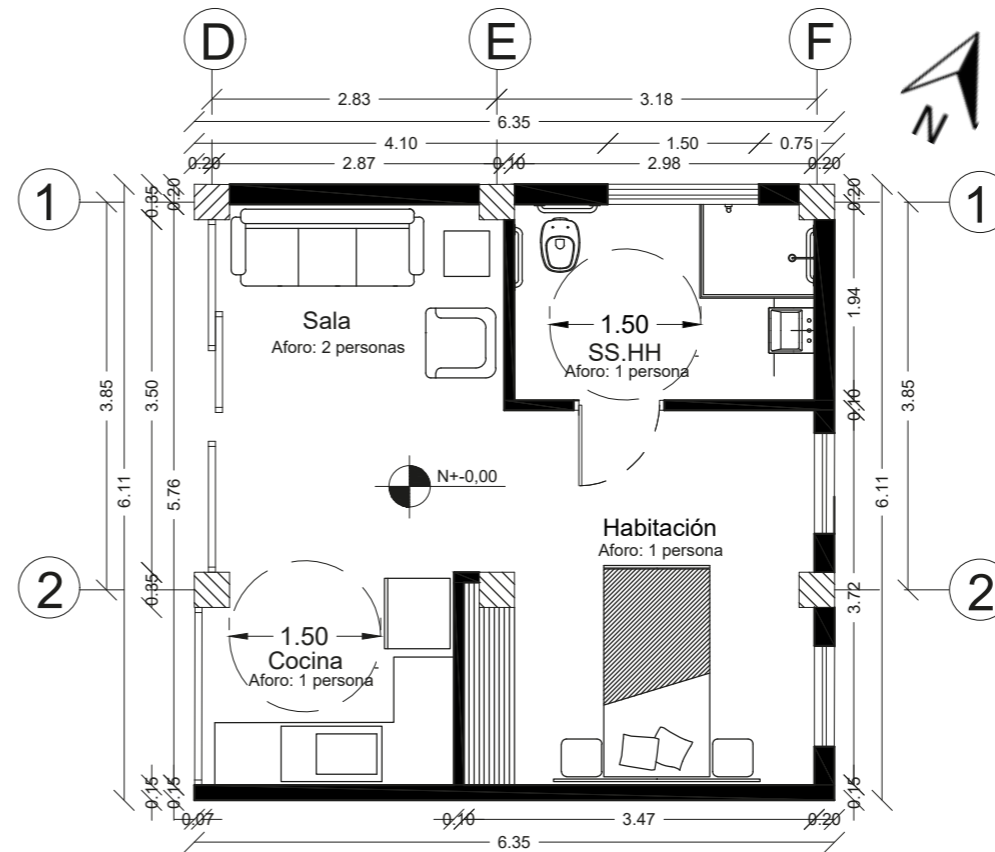 D
E
F
N
2.83
3.18
6.35
4.10
1.50
0.75
0.20
2.87
0.10
2.98
0.20
1
1
0.35
0.20
0.20
Sala
Aforo: 2 personas
1.50
SS.HH
Aforo: 1 persona
1.94
3.85
3.50
0.10
3.85
6.11
5.76
N+-0,00
6.11
Habitación
Aforo: 1 persona
2
0.35
3.72
2
1.50
Cocina
Aforo: 1 persona
0.15
0.15
0.15
0.07
0.10
3.47
0.20
6.35